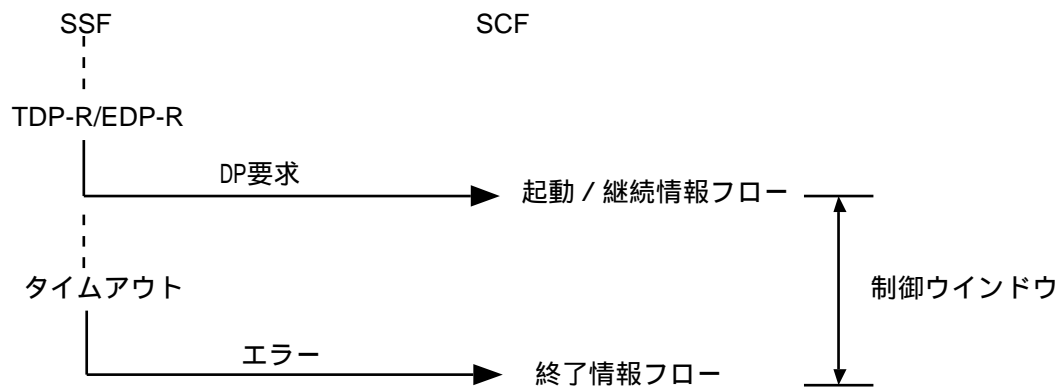 SSF
SCF
TDP-R/EDP-R
DP要求
起動 / 継続情報フロー
タイムアウト
制御ウインドウ
エラー
終了情報フロー